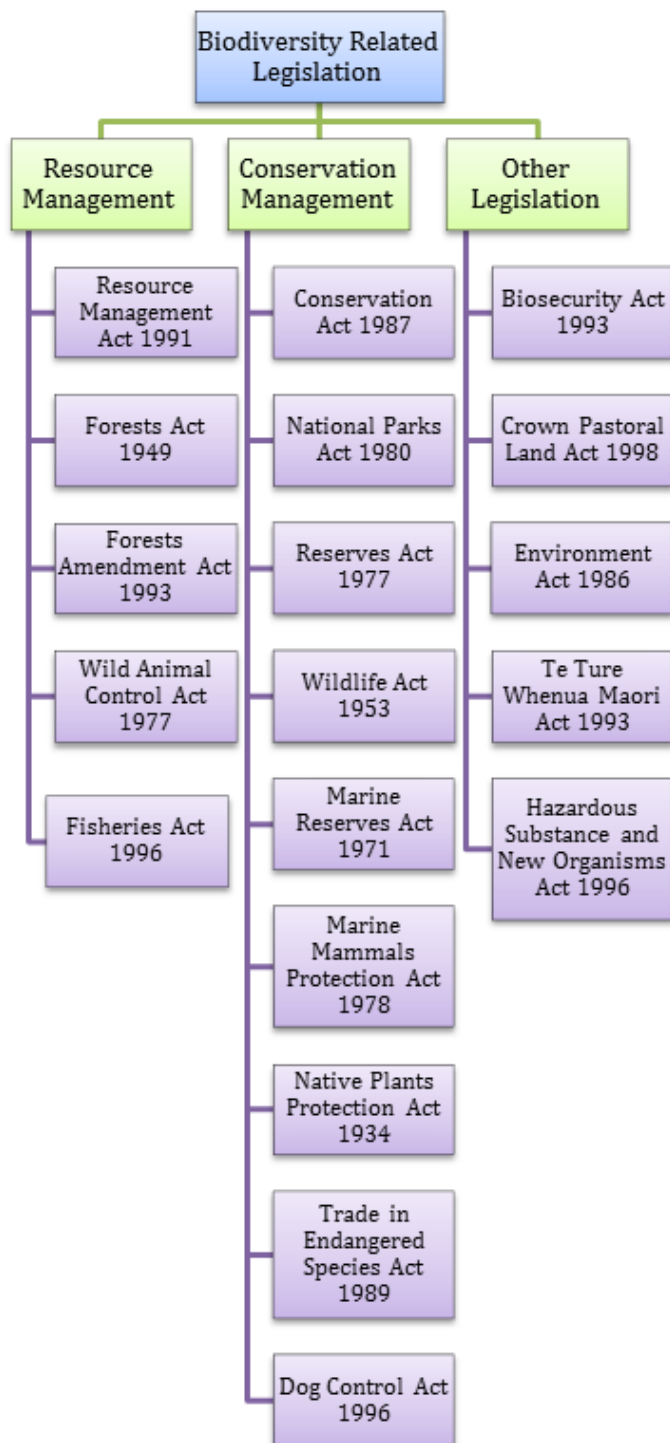 Biodiversity Related
Legislation
Resource
Management
Resource
Management
Act 1991
Forests Act
1949
Forests
Amendment Act
1993
Wild Animal
Control Act
1977
Fisheries Act
1996
Conservation
Management
Conservation
Act 1987
National Parks
Act 1980
Reserves Act
1977
Wildlife Act
1953
Marine
Reserves Act
1971
Marine
Mammals
Protection Act
1978
Native Plants
Protection Act
1934
Trade in
Endangered
Species Act
1989
Dog Control Act
1996
Other
Legislation
Biosecurity Act
1993
Crown Pastoral
Land Act 1998
Environment
Act 1986
Te Ture
Whenua Maori
Act 1993
Hazardous
Substance and
New Organisms
Act 1996